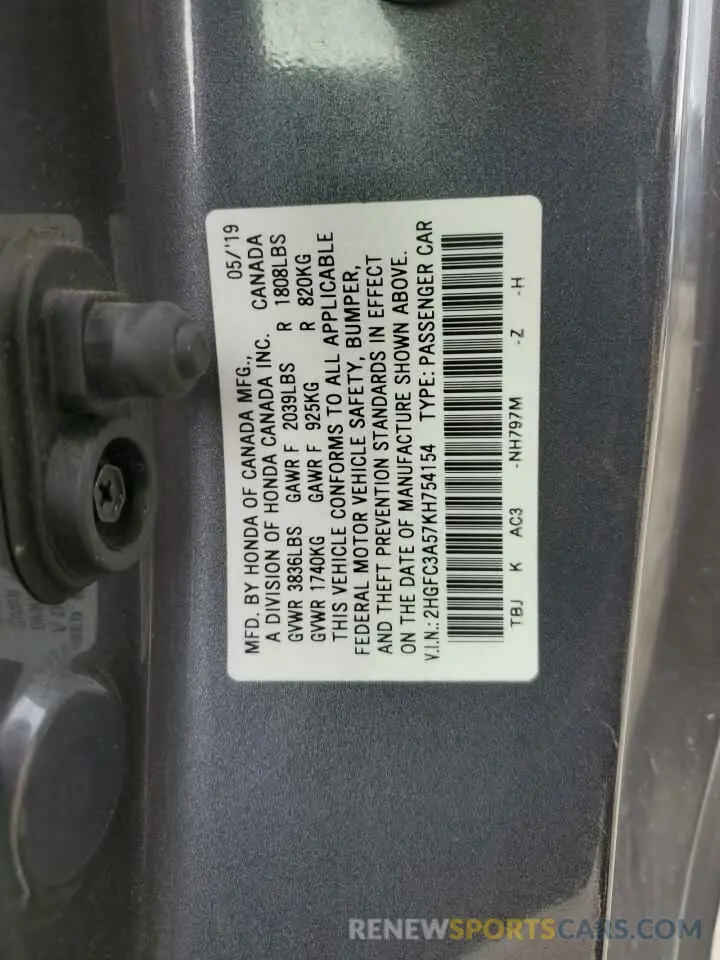 MFD. BY HONDA OF CANADA MFG., 05/'19
A DIVISION OF HONDA CANADA INC. CANADA
GVWR 3836LBS GAWR F 2039LBS R 1808LBS
GVWR 1740KG GAWR F 925KG R 820KG
THIS VEHICLE CONFORMS TO ALL APPLICABLE
FEDERAL MOTOR VEHICLE SAFETY, BUMPER,
AND THEFT PREVENTION STANDARDS IN EFFECT
ON THE DATE OF MANUFACTURE SHOWN ABOVE.
V.I.N.: 2HGFC3A57KH754154 TYPE: PASSENGER CAR
TBJ K AC3 -NH797M -Z -H
RENEWSPORTSCARS.COM